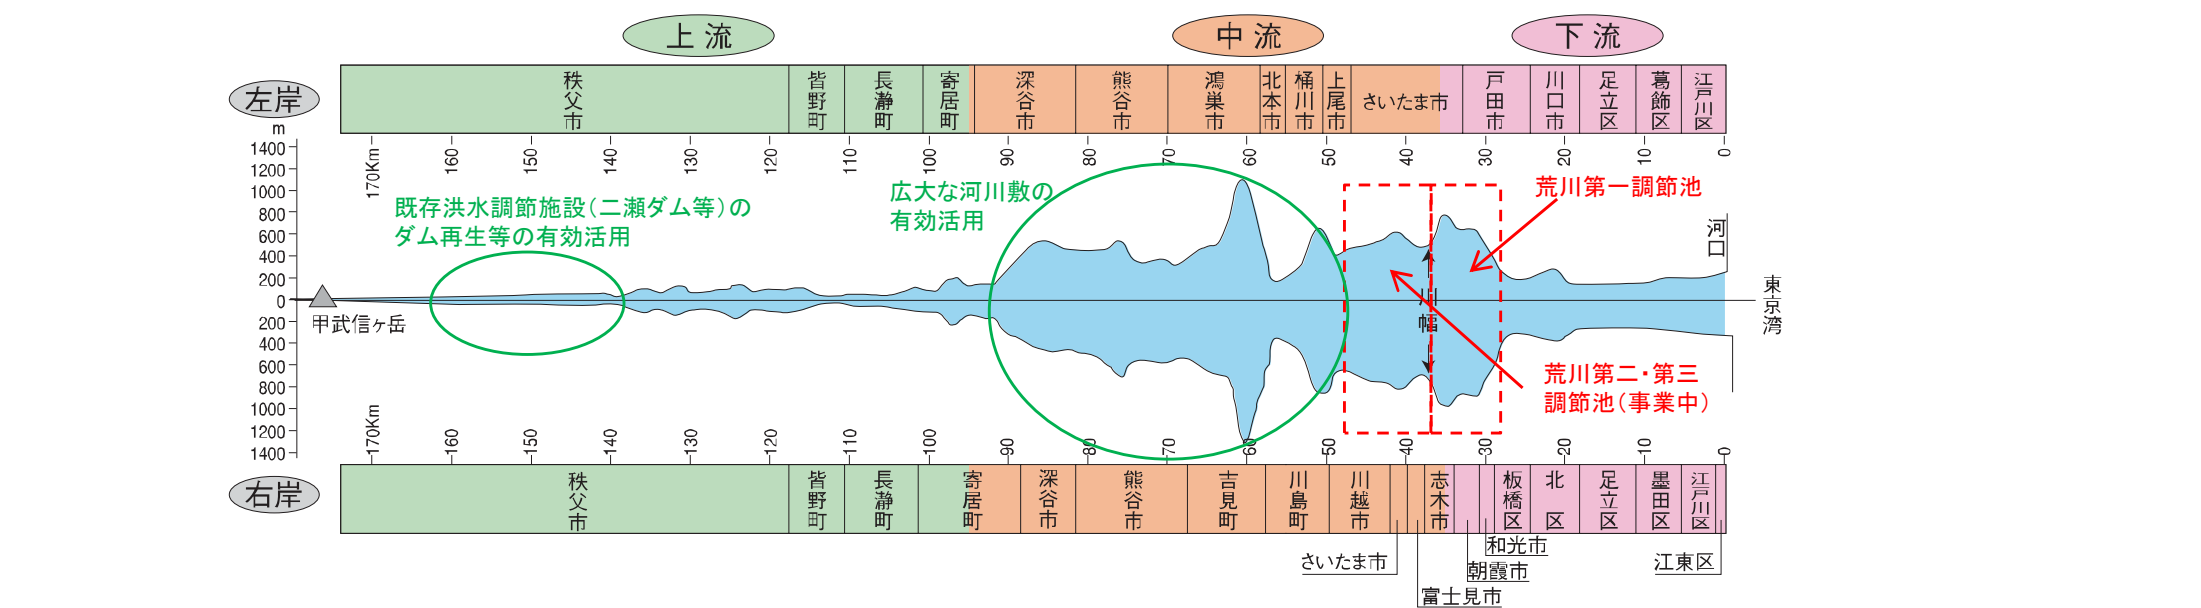 上流
中流
下流
左岸
秩父市
皆野町
長瀞町
寄居町
深谷市
熊谷市
鴻巣市
北本市
桶川市
上尾市
さいたま市
戸田市
川口市
足立区
葛飾区
江戸川区
m
1400
1200
1000
800
600
400
200
0
200
400
600
800
1000
1200
1400
170Km
160
150
140
130
120
110
100
90
80
70
60
50
40
30
20
10
0
既存洪水調節施設（二瀬ダム等）の
ダム再生等の有効活用
広大な河川敷の
有効活用
荒川第一調節池
河口
東京湾
甲武信ヶ岳
川幅
荒川第二・第三
調節池（事業中）
170Km
160
150
140
130
120
110
100
90
80
70
60
50
40
30
20
10
0
右岸
秩父市
皆野町
長瀞町
寄居町
深谷市
熊谷市
吉見町
川島町
川越市
志木市
板橋区
北区
足立区
墨田区
江戸川区
和光市
さいたま市
江東区
朝霞市
富士見市